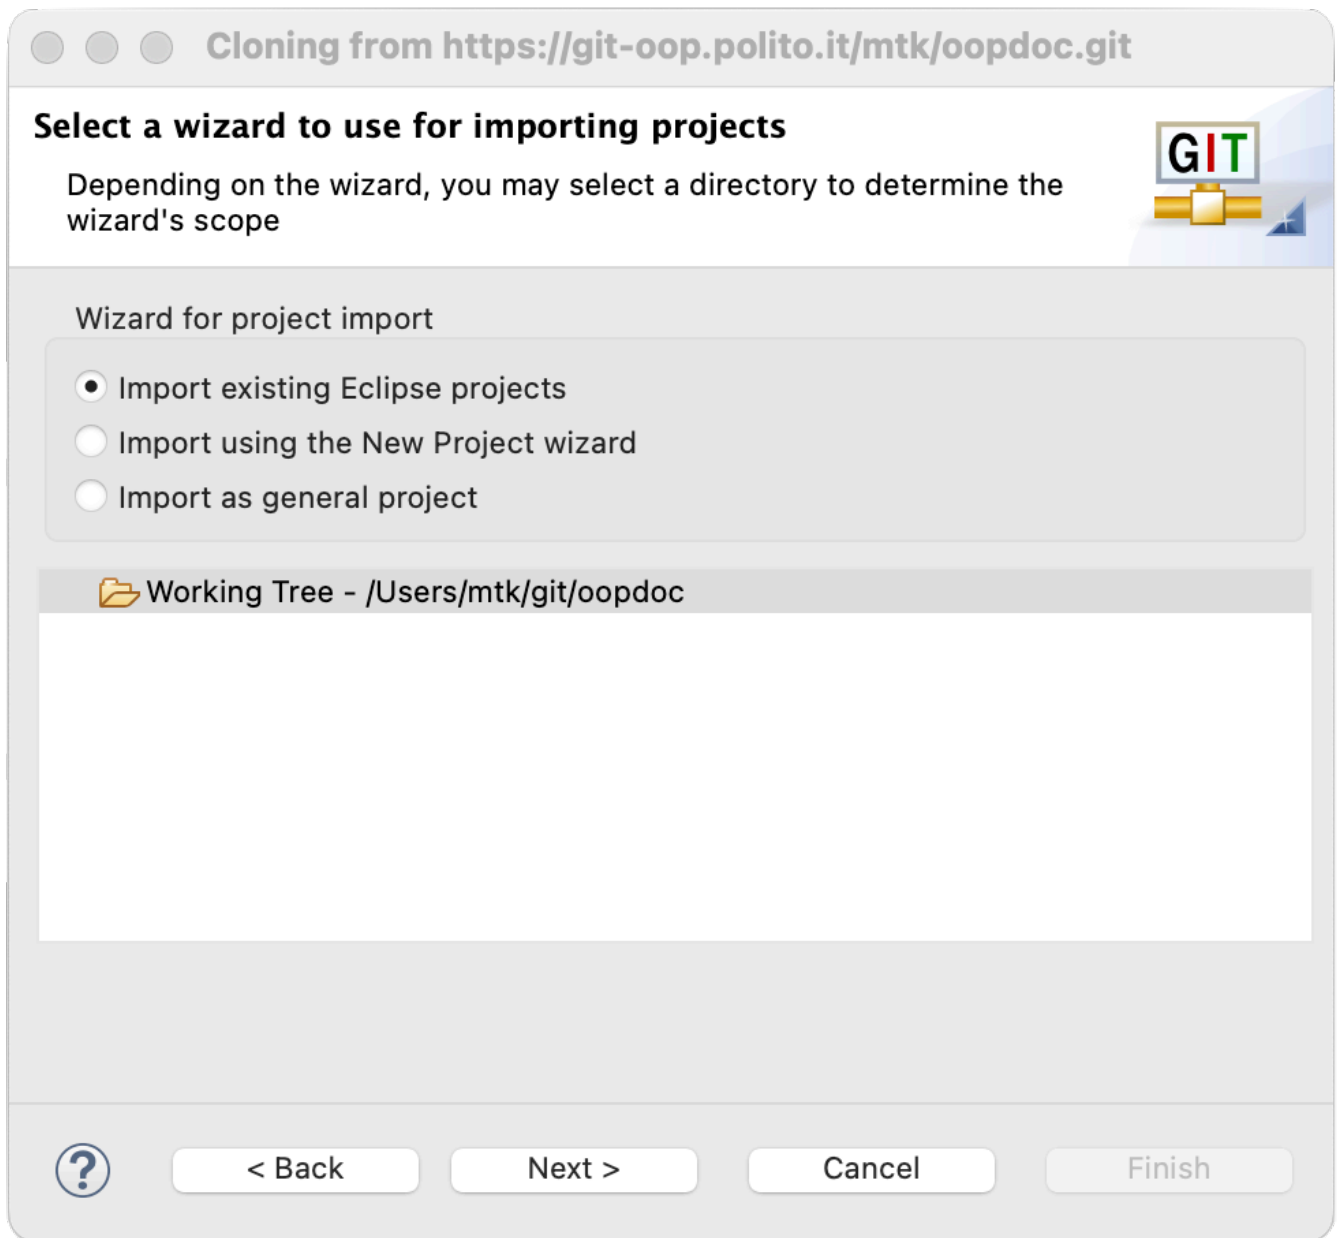 Cloning from https://git-oop.polito.it/mtk/oopdoc.git
Select a wizard to use for importing projects
Depending on the wizard, you may select a directory to determine the
wizard's scope
GIT
Wizard for project import
Import existing Eclipse projects
Import using the New Project wizard
Import as general project
Working Tree - /Users/mtk/git/oopdoc
?
< Back
Next >
Cancel
Finish